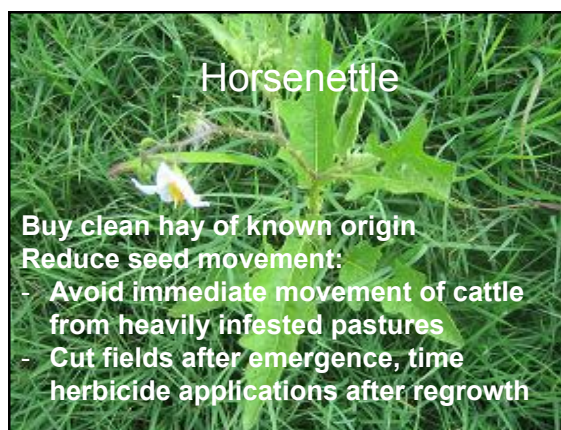 Horsenettle
Buy clean hay of known origin
Reduce seed movement:
- Avoid immediate movement of cattle
from heavily infested pastures
- Cut fields after emergence, time
herbicide applications after regrowth